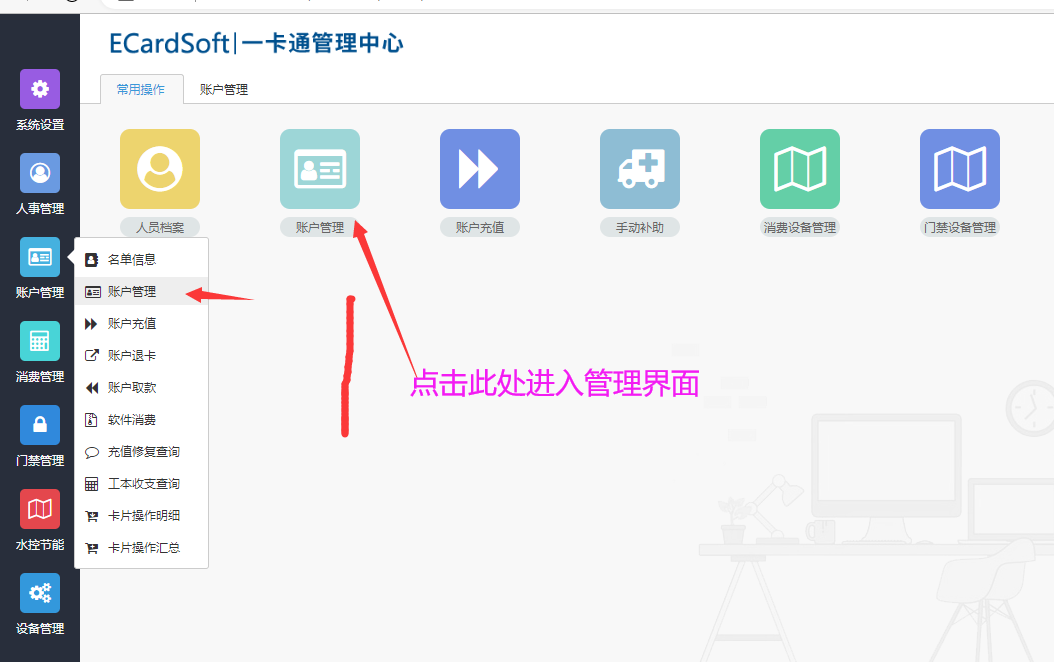 ECardSoft|一卡通管理中心
常用操作 账户管理
系统设置
人事管理
账户管理
消费管理
门禁管理
水控节能
设备管理
人员档案 账户管理 账户充值 手动补助 消费设备管理 门禁设备管理
名单信息
账户管理
账户充值
账户退卡
账户取款
软件消费
充值修复查询
工本收支查询
卡片操作明细
卡片操作汇总
点击此处进入管理界面